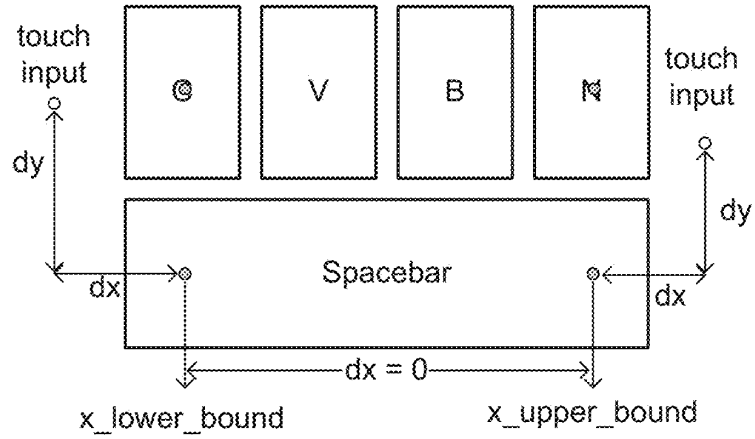 touch
input
C V B N
touch
input
dy
dy
Spacebar
dx
dx
dx = 0
x_lower_bound
x_upper_bound